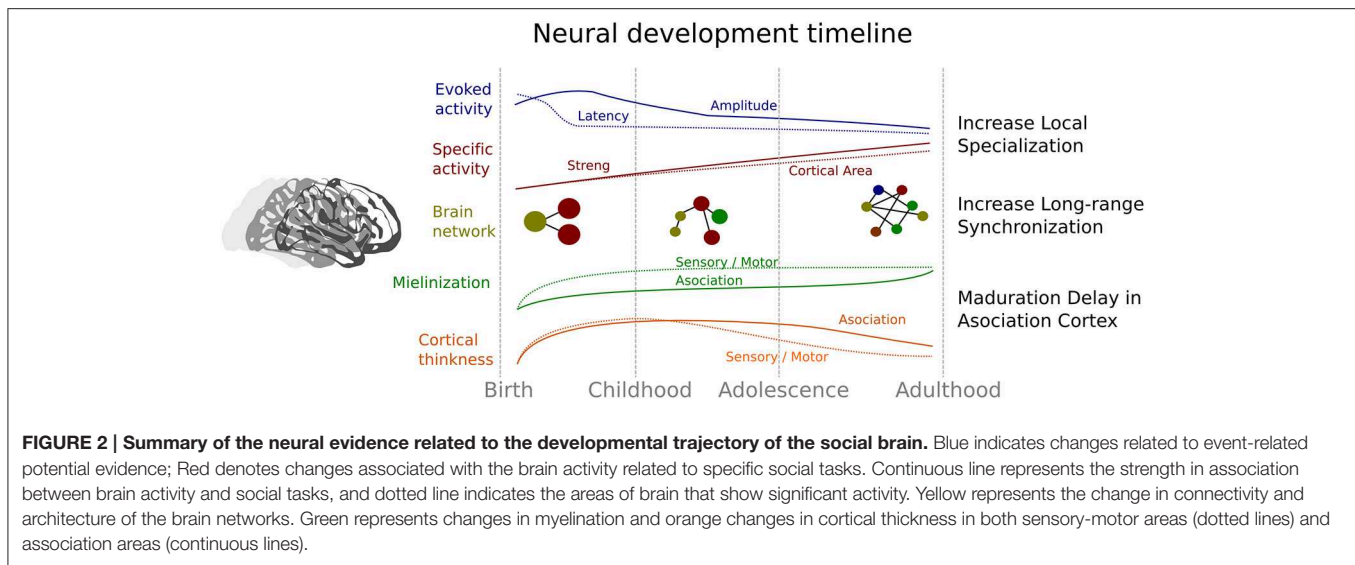 Neural development timeline
Evoked
activity
Amplitude
Latency
Increase Local
Specialization
Specific
activity
Streng
Cortical Area
Brain
network
Increase Long-range
Synchronization
Mielinization
Sensory / Motor
Asociation
Maduration Delay in
Asociation Cortex
Cortical
thinkness
Asociation
Sensory / Motor
Birth Childhood Adolescence Adulthood
FIGURE 2 | Summary of the neural evidence related to the developmental trajectory of the social brain. Blue indicates changes related to event-related
potential evidence; Red denotes changes associated with the brain activity related to specific social tasks. Continuous line represents the strength in association
between brain activity and social tasks, and dotted line indicates the areas of brain that show significant activity. Yellow represents the change in connectivity and
architecture of the brain networks. Green represents changes in myelination and orange changes in cortical thickness in both sensory-motor areas (dotted lines) and
association areas (continuous lines).